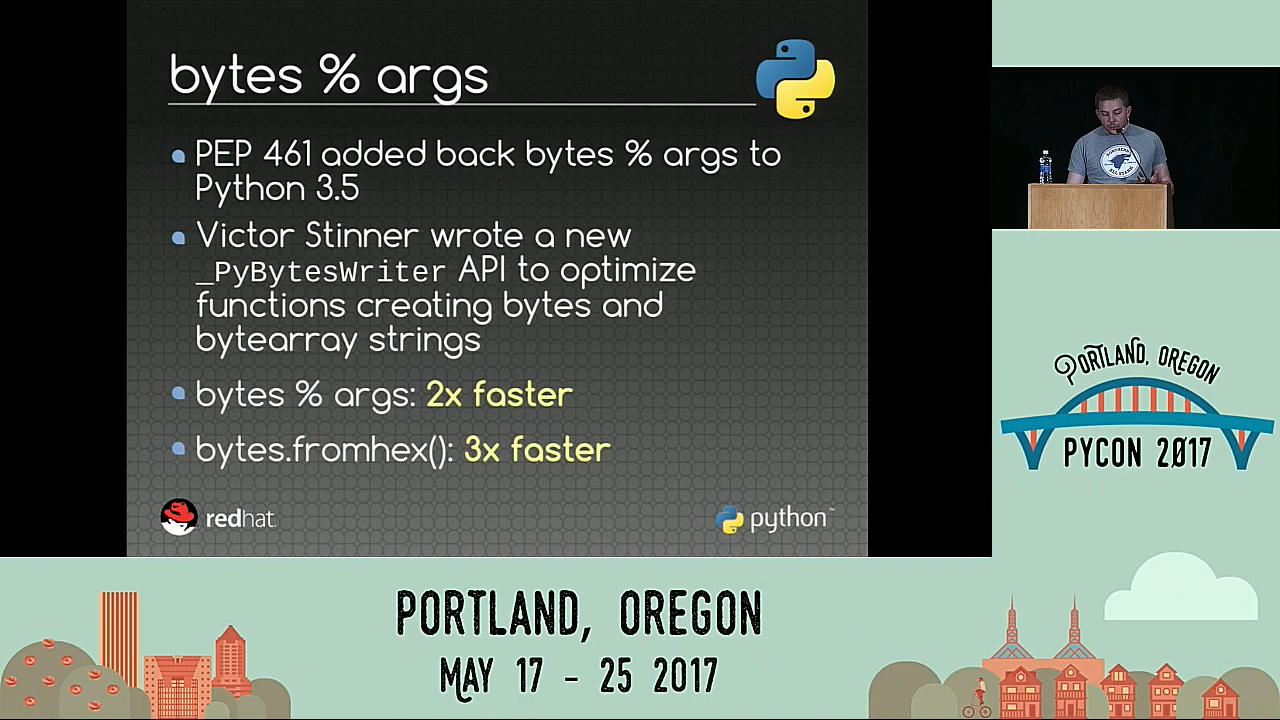 bytes % args
PEP 461 added back bytes % args to
Python 3.5
Victor Stinner wrote a new
_PyBytesWriter API to optimize
functions creating bytes and
bytearray strings
bytes % args: 2x faster
bytes.fromhex(): 3x faster
redhat.
python™
PORTLAND, OREGON
PYCON 2017
PORTLAND, OREGON
MAY 17 - 25 2017